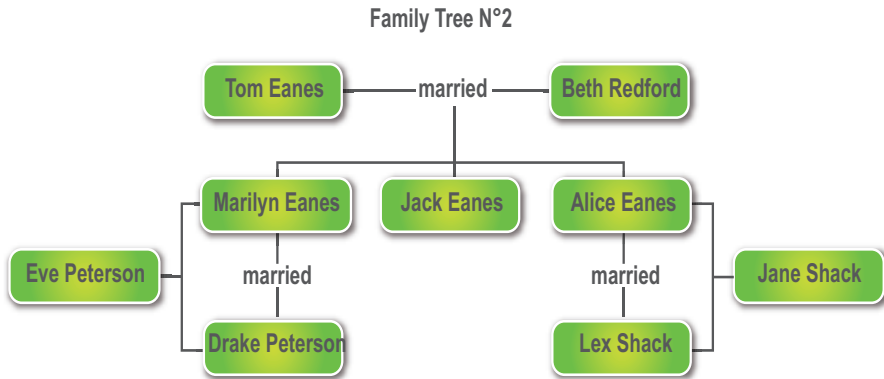 Family Tree N°2
Tom Eanes married Beth Redford
Marilyn Eanes Jack Eanes Alice Eanes
Eve Peterson married married Jane Shack
Drake Peterson Lex Shack